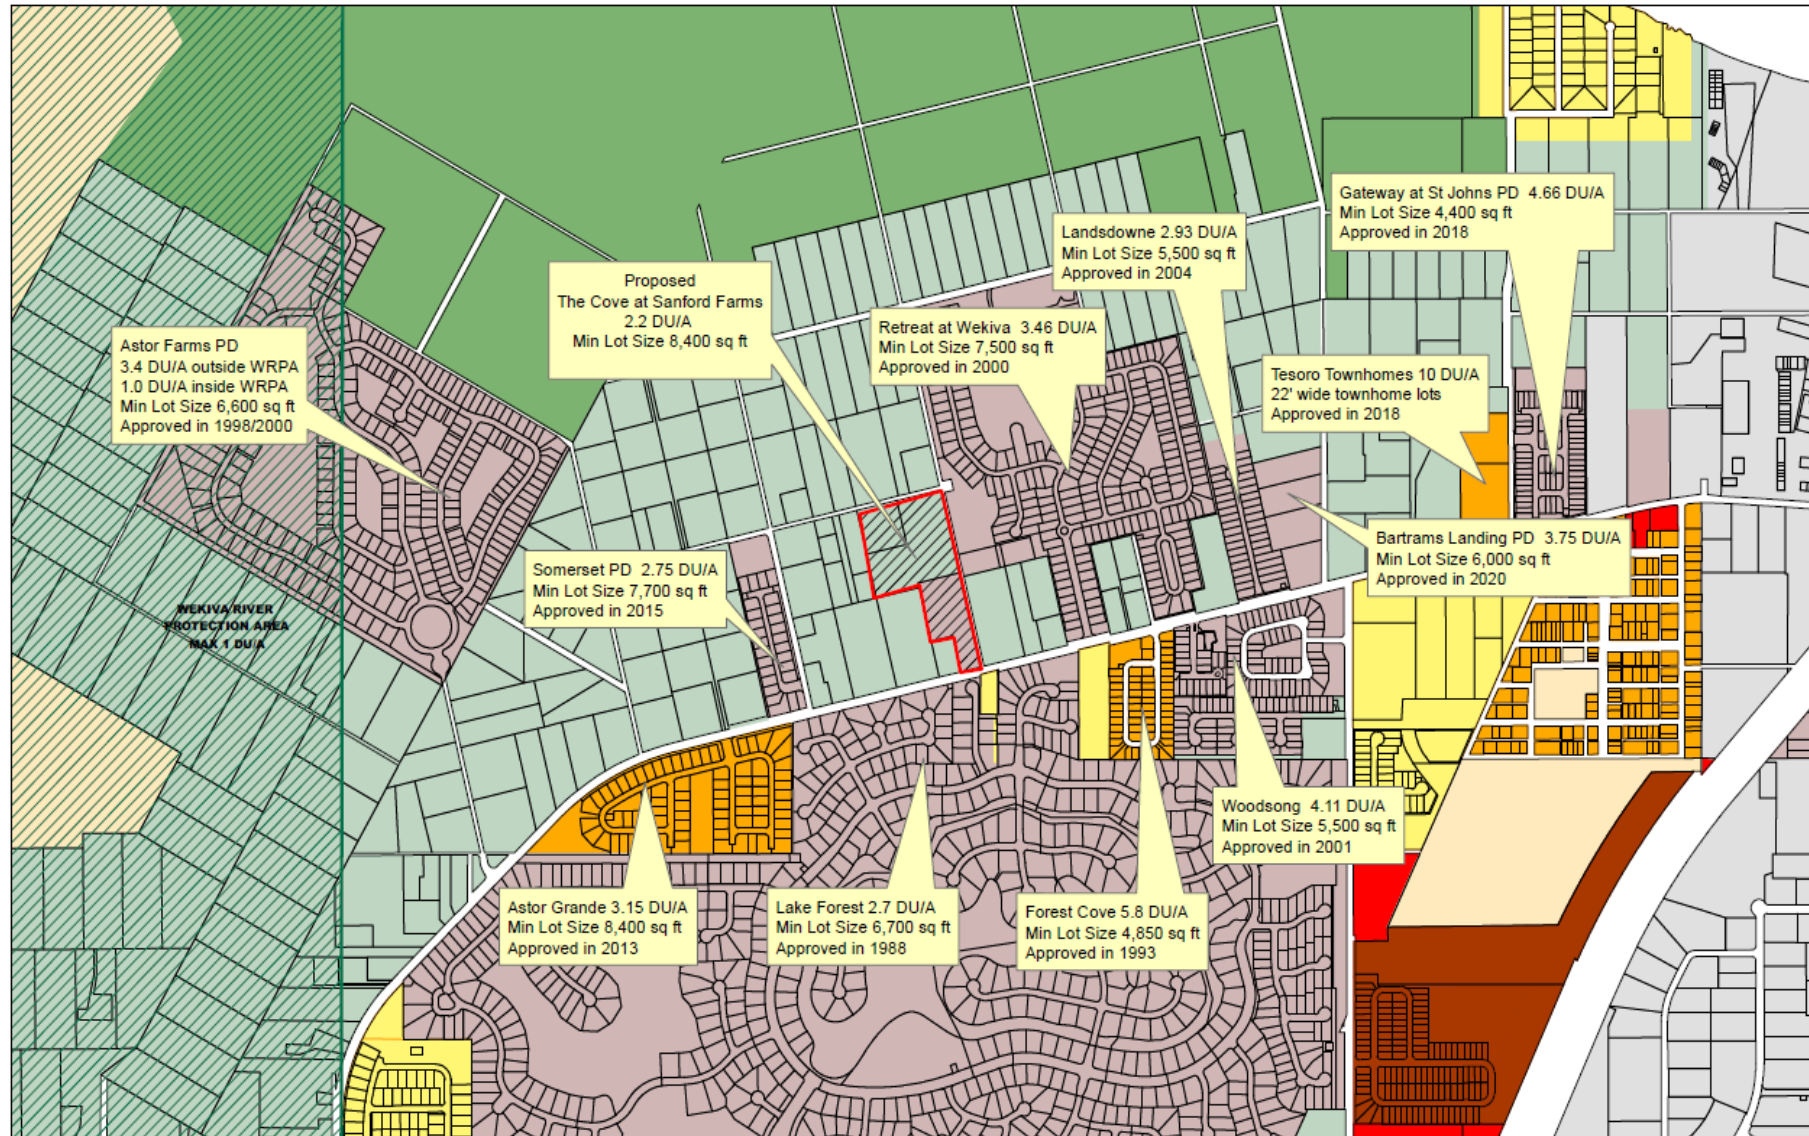 Gateway at St Johns PD 4.66 DU/A
Min Lot Size 4,400 sq ft
Approved in 2018
Landsdowne 2.93 DU/A
Min Lot Size 5,500 sq ft
Approved in 2004
Proposed
The Cove at Sanford Farms
2.2 DU/A
Min Lot Size 8,400 sq ft
Retreat at Wekiva 3.46 DU/A
Min Lot Size 7,500 sq ft
Approved in 2000
Astor Farms PD
3.4 DU/A outside WRPA
1.0 DU/A inside WRPA
Min Lot Size 6,600 sq ft
Approved in 1998/2000
Tesoro Townhomes 10 DU/A
22' wide townhome lots
Approved in 2018
Bartrams Landing PD 3.75 DU/A
Min Lot Size 6,000 sq ft
Approved in 2020
Somerset PD 2.75 DU/A
Min Lot Size 7,700 sq ft
Approved in 2015
WEKIVA RIVER
PROTECTION AREA
MAX 1 DU/A
Woodsong 4.11 DU/A
Min Lot Size 5,500 sq ft
Approved in 2001
Astor Grande 3.15 DU/A
Min Lot Size 8,400 sq ft
Approved in 2013
Lake Forest 2.7 DU/A
Min Lot Size 6,700 sq ft
Approved in 1988
Forest Cove 5.8 DU/A
Min Lot Size 4,850 sq ft
Approved in 1993